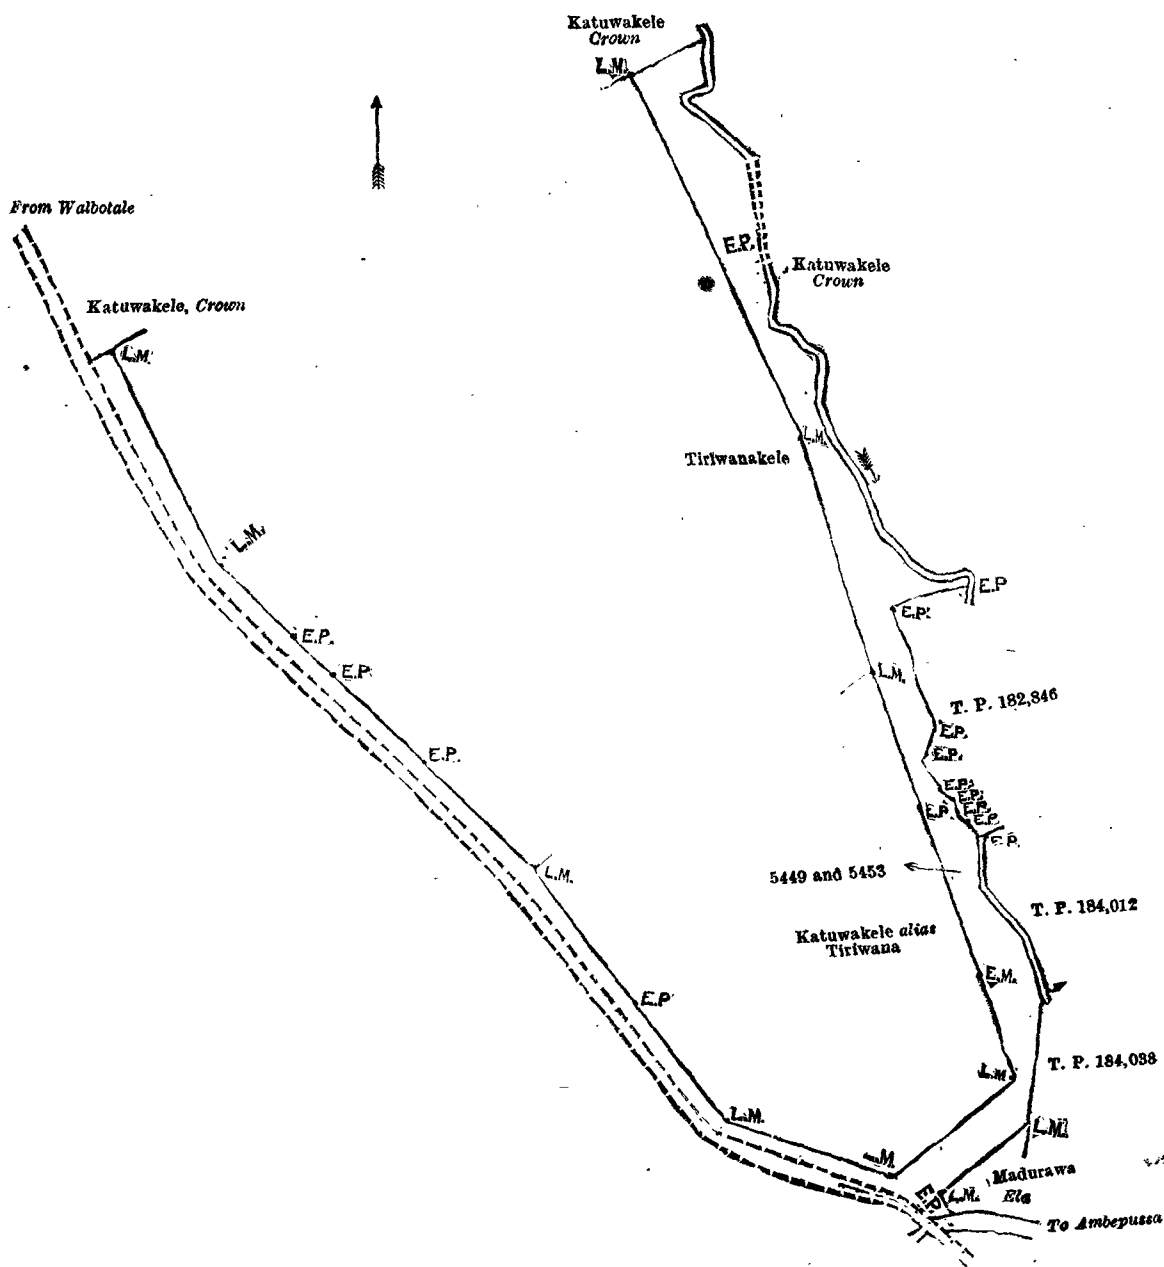 Katuwakele
Crown
L.M.
From Walbotale
E.P.
Katuwakele
Crown
Katuwakele, Crown
L.M.
L.M.
Tiriwanakele
L.M.
E.P
E.P.
E.P.
E.P.
L.M.
T. P. 182,846
E.P.
E.P.
E.P.
E.P.
E.P.
E.P.
E.P.
E.P.
E.P.
L.M.
5449 and 5453
T. P. 184,012
Katuwakele alias
Tiriwana
E.M.
E.P
T. P. 184,038
L.M.
L.M.
L.M.
M.
Madurawa
Ela
E.P.
L.M.
To Ambepussa